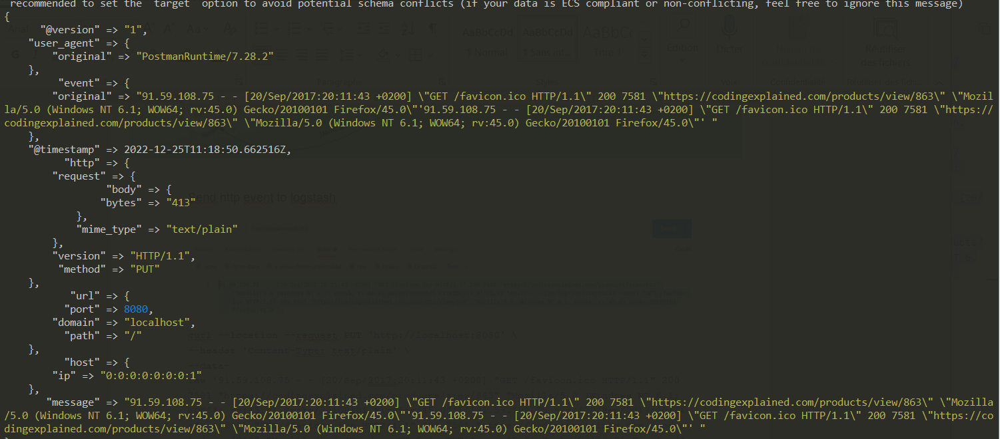 recommended to set the `target` option to avoid potential schema conflicts (if your data is ECS compliant or non-conflicting, feel free to ignore this message)
{
      "@version" => "1",
    "user_agent" => {
        "original" => "PostmanRuntime/7.28.2"
    },
         "event" => {
        "original" => "91.59.108.75 - - [20/Sep/2017:20:11:43 +0200] \"GET /favicon.ico HTTP/1.1\" 200 7581 \"https://codingexplained.com/products/view/863\" \"Mozil
la/5.0 (Windows NT 6.1; WOW64; rv:45.0) Gecko/20100101 Firefox/45.0\"'91.59.108.75 - - [20/Sep/2017:20:11:43 +0200] \"GET /favicon.ico HTTP/1.1\" 200 7581 \"https://
codingexplained.com/products/view/863\" \"Mozilla/5.0 (Windows NT 6.1; WOW64; rv:45.0) Gecko/20100101 Firefox/45.0\"' "
    },
    "@timestamp" => 2022-12-25T11:18:50.662516Z,
          "http" => {
        "request" => {
                 "body" => {
                "bytes" => "413"
            },
            "mime_type" => "text/plain"
        },
        "version" => "HTTP/1.1",
         "method" => "PUT"
    },
           "url" => {
          "port" => 8080,
        "domain" => "localhost",
          "path" => "/"
    },
          "host" => {
        "ip" => "0:0:0:0:0:0:0:1"
    },
       "message" => "91.59.108.75 - - [20/Sep/2017:20:11:43 +0200] \"GET /favicon.ico HTTP/1.1\" 200 7581 \"https://codingexplained.com/products/view/863\" \"Mozilla
/5.0 (Windows NT 6.1; WOW64; rv:45.0) Gecko/20100101 Firefox/45.0\"'91.59.108.75 - - [20/Sep/2017:20:11:43 +0200] \"GET /favicon.ico HTTP/1.1\" 200 7581 \"https://co
dingexplained.com/products/view/863\" \"Mozilla/5.0 (Windows NT 6.1; WOW64; rv:45.0) Gecko/20100101 Firefox/45.0\"' "